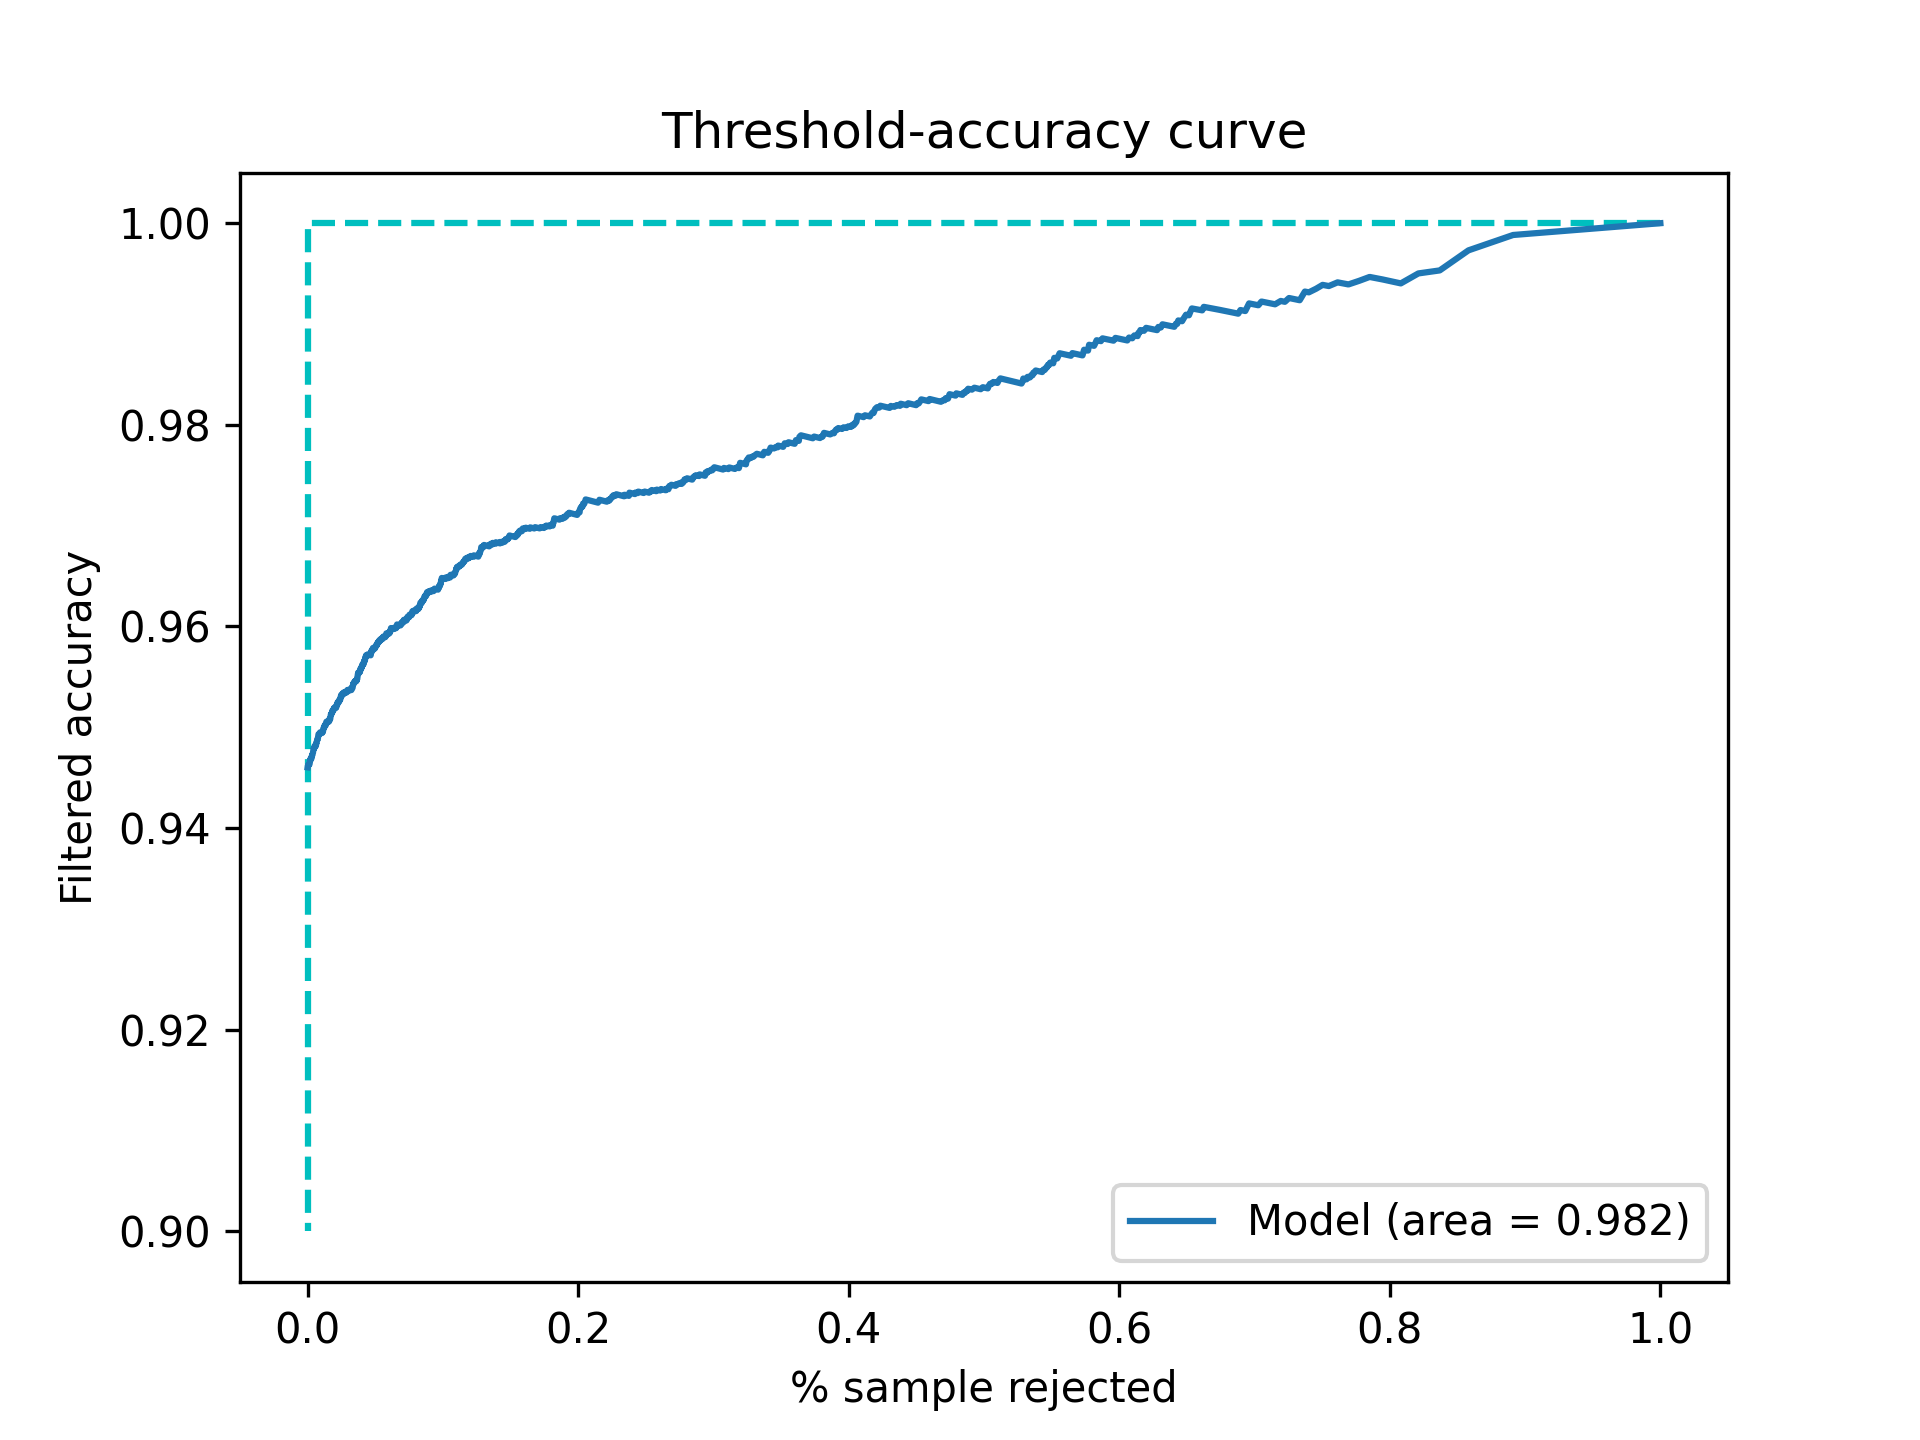 Threshold-accuracy curve
1.00
0.98
0.96
0.94
0.92
0.90
Filtered accuracy
Model (area = 0.982)
0.0 0.2 0.4 0.6 0.8 1.0
% sample rejected